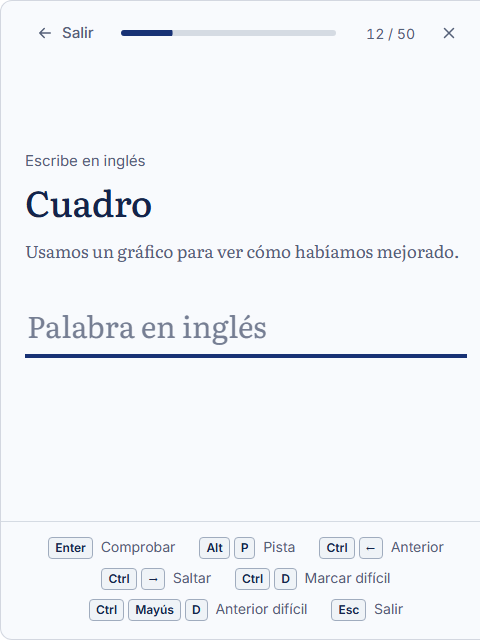 ← Salir 12 / 50 ×
Escribe en inglés
Cuadro
Usamos un gráfico para ver cómo habíamos mejorado.
Palabra en inglés
Enter Comprobar Alt P Pista Ctrl ← Anterior
Ctrl → Saltar Ctrl D Marcar difícil
Ctrl Mayús D Anterior difícil Esc Salir